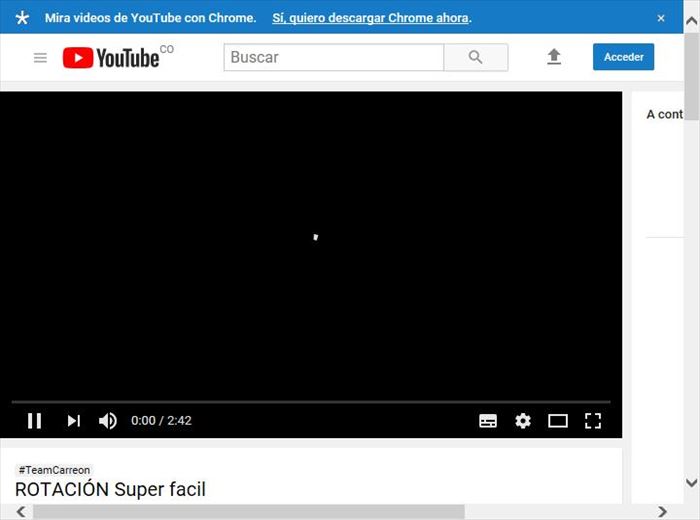 Mira videos de YouTube con Chrome. Sí, quiero descargar Chrome ahora.
YouTube CO
Buscar
Acceder
A cont
0:00 / 2:42
#TeamCarreon
ROTACIÓN Super facil